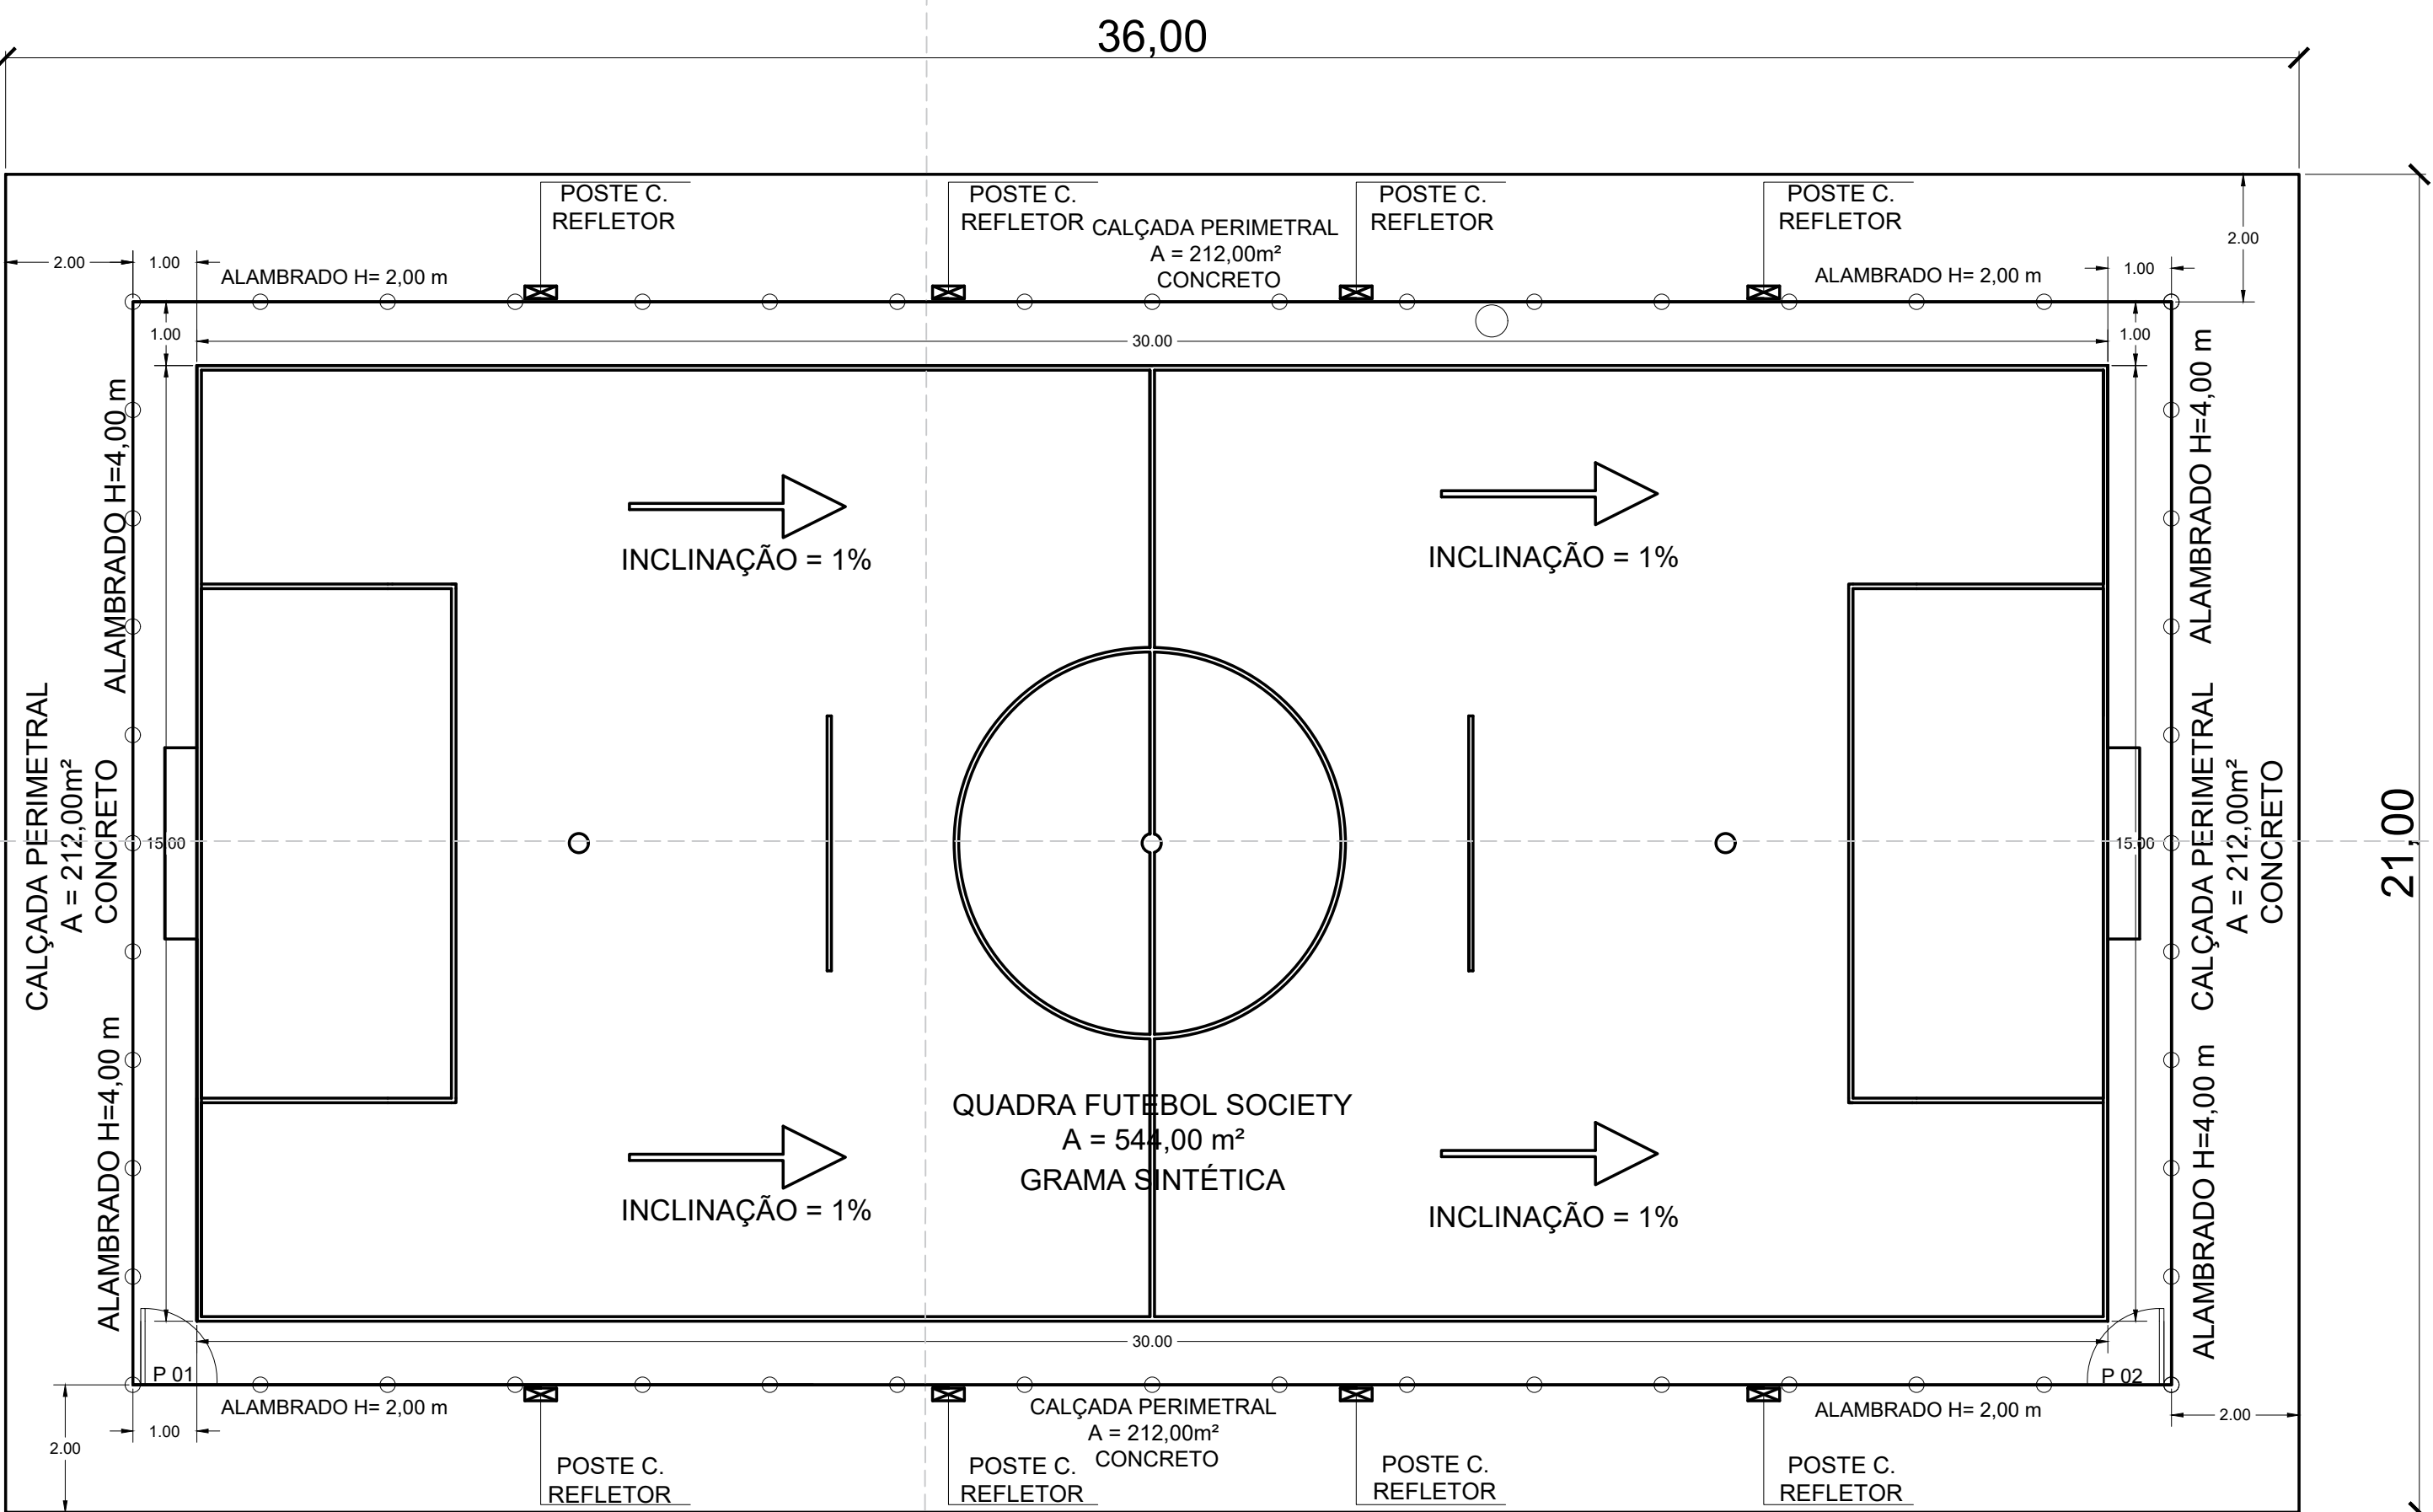 36,00
POSTE C.
REFLETOR
POSTE C.
REFLETOR
CALÇADA PERIMETRAL
A = 212,00m²
CONCRETO
POSTE C.
REFLETOR
POSTE C.
REFLETOR
2.00
2.00
1.00
ALAMBRADO H= 2,00 m
ALAMBRADO H= 2,00 m
1.00
1.00
30.00
1.00
ALAMBRADO H=4,00 m
ALAMBRADO H=4,00 m
INCLINAÇÃO = 1%
INCLINAÇÃO = 1%
CALÇADA PERIMETRAL
A = 212,00m²
CONCRETO
15.00
15.00
CALÇADA PERIMETRAL
A = 212,00m²
CONCRETO
21,00
ALAMBRADO H=4,00 m
ALAMBRADO H=4,00 m
QUADRA FUTEBOL SOCIETY
A = 544,00 m²
GRAMA SINTÉTICA
INCLINAÇÃO = 1%
INCLINAÇÃO = 1%
30.00
P 01
P 02
ALAMBRADO H= 2,00 m
CALÇADA PERIMETRAL
A = 212,00m²
CONCRETO
ALAMBRADO H= 2,00 m
2.00
1.00
2.00
POSTE C.
REFLETOR
POSTE C.
REFLETOR
POSTE C.
REFLETOR
POSTE C.
REFLETOR